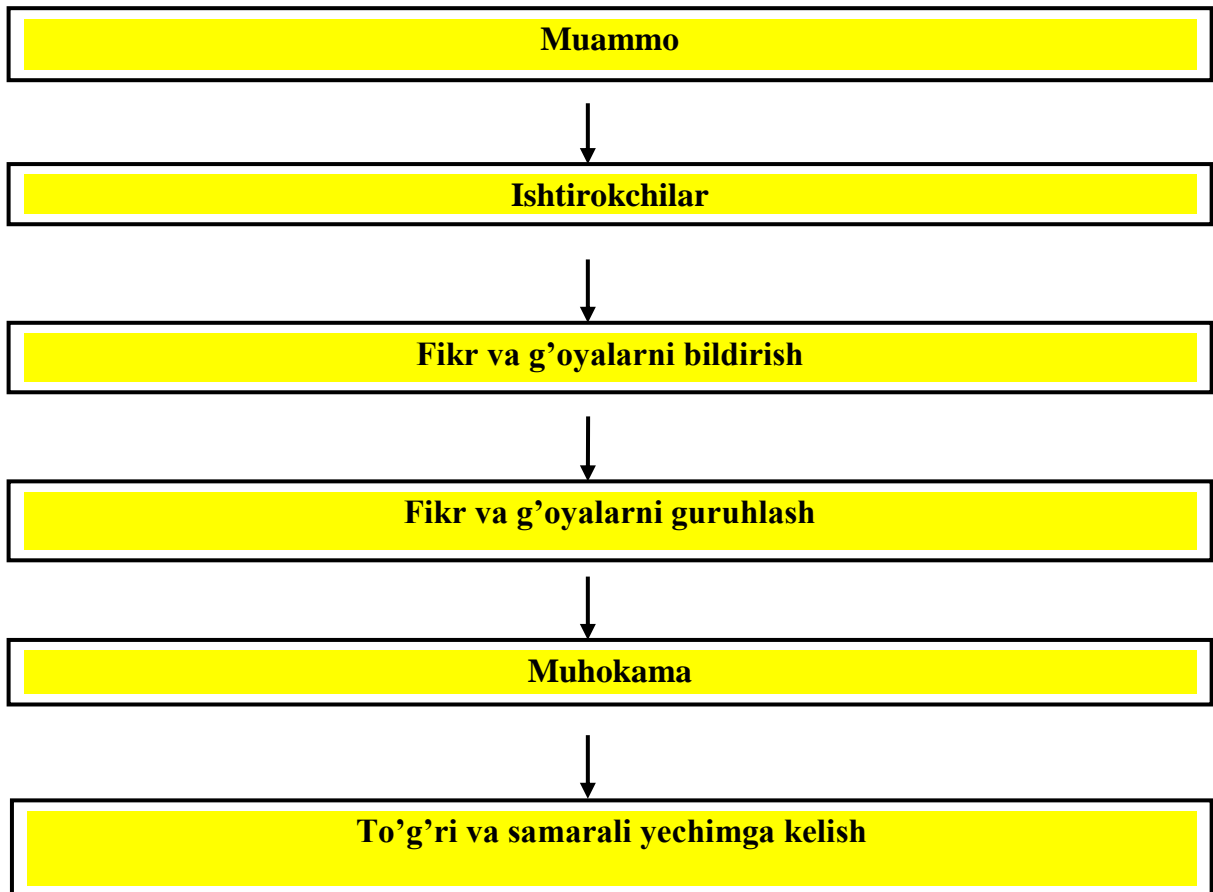 Muammo
Ishtirokchilar
Fikr va g’oyalarni bildirish
Fikr va g’oyalarni guruhlash
Muhokama
To’g’ri va samarali yechimga kelish